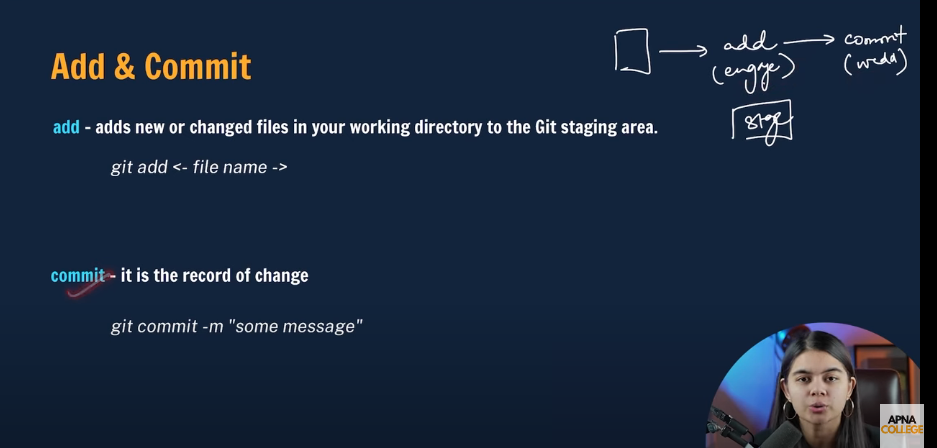 Add & Commit
add - adds new or changed files in your working directory to the Git staging area.
git add <- file name ->
commit - it is the record of change
git commit -m "some message"
add
(engage)
stage
commit
APNA
COLLEGE